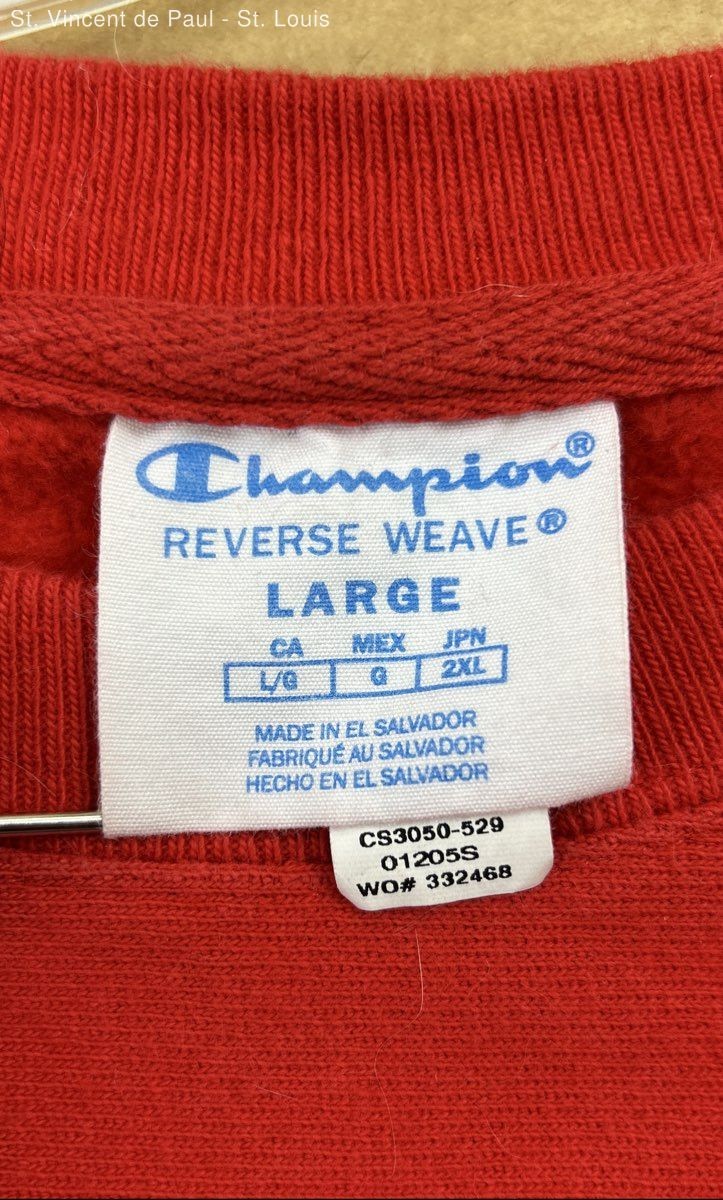 St. Vincent de Paul - St. Louis
Champion®
REVERSE WEAVE®
LARGE
CA MEX JPN
L/G G 2XL
MADE IN EL SALVADOR
FABRIQUÉ AU SALVADOR
HECHO EN EL SALVADOR
CS3050-529
01205S
WO# 332468